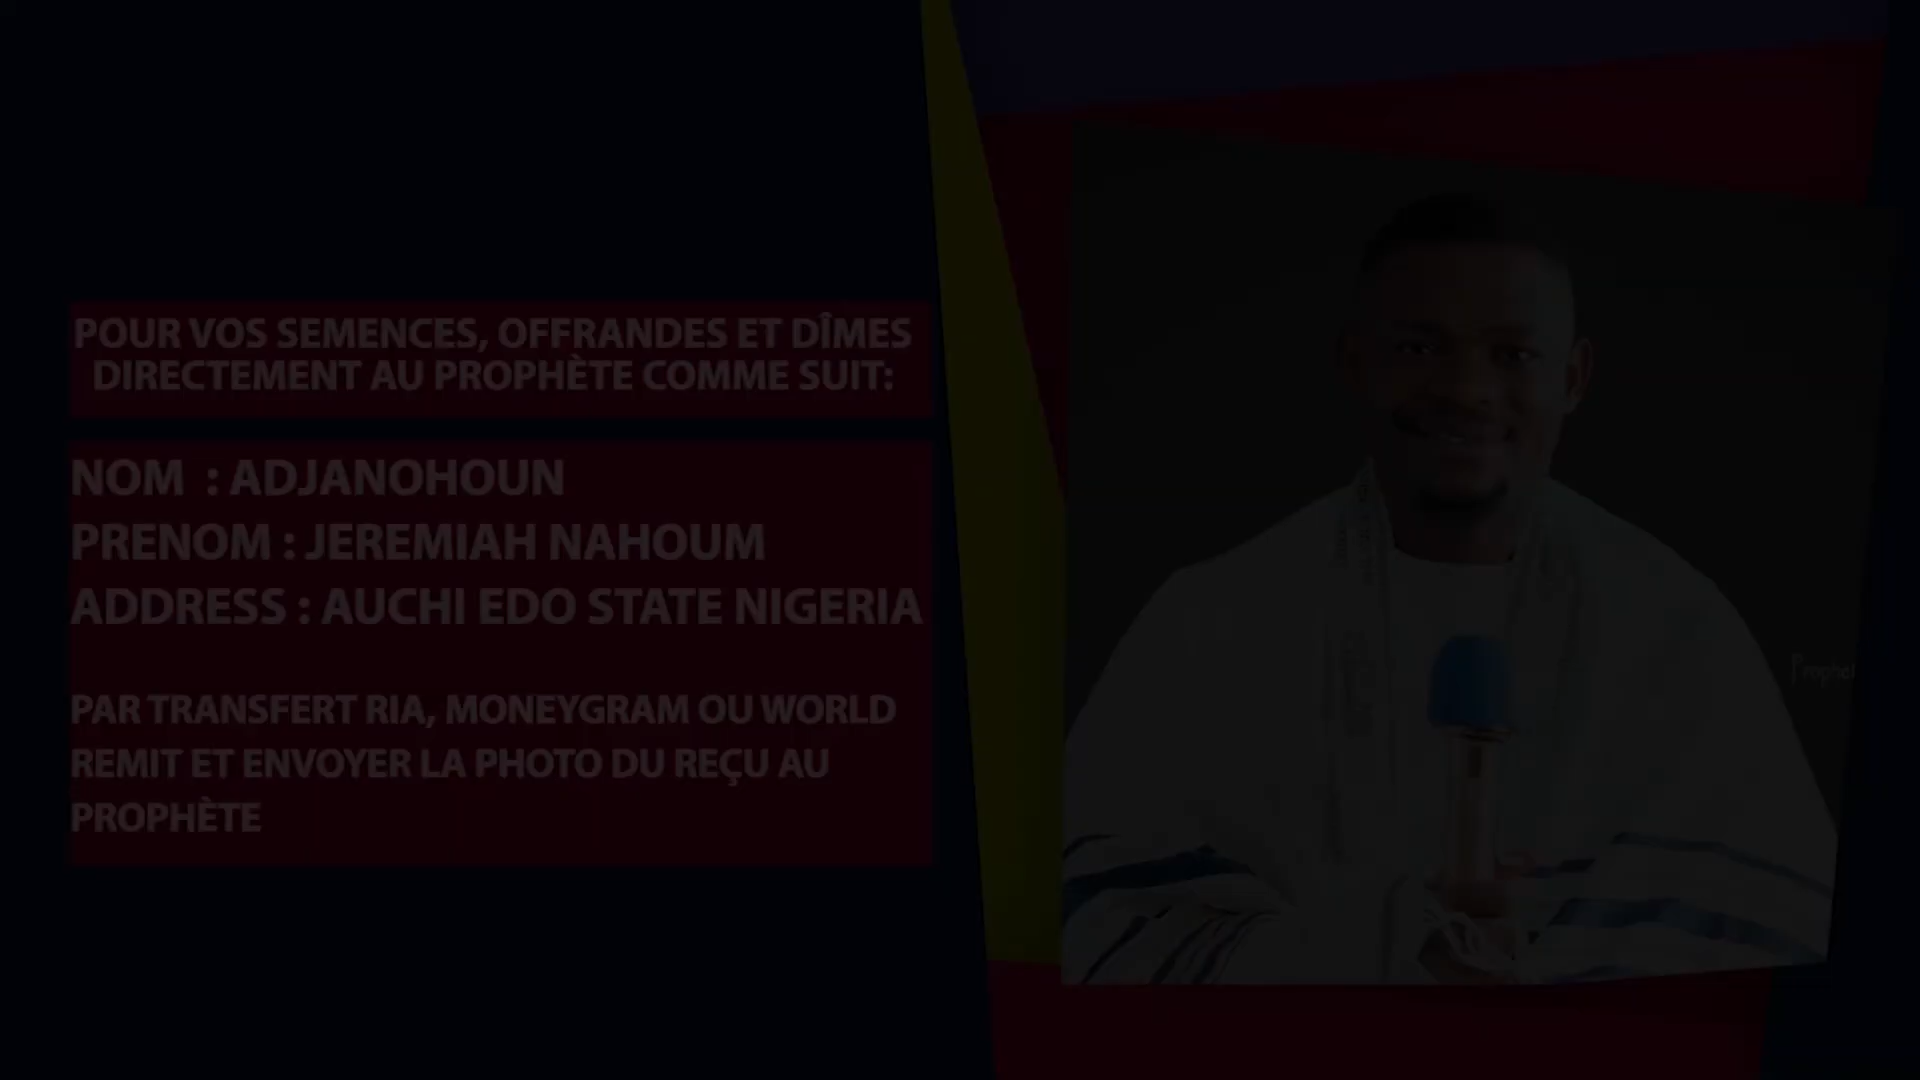 POUR VOS SEMENCES, OFFRANDES ET DÎMES
DIRECTEMENT AU PROPHÈTE COMME SUIT:
NOM : ADJANOHOUN
PRENOM : JEREMIAH NAHOUM
ADDRESS : AUCHI EDO STATE NIGERIA
PAR TRANSFERT RIA, MONEYGRAM OU WORLD
REMIT ET ENVOYER LA PHOTO DU REÇU AU
PROPHÈTE
Prophet